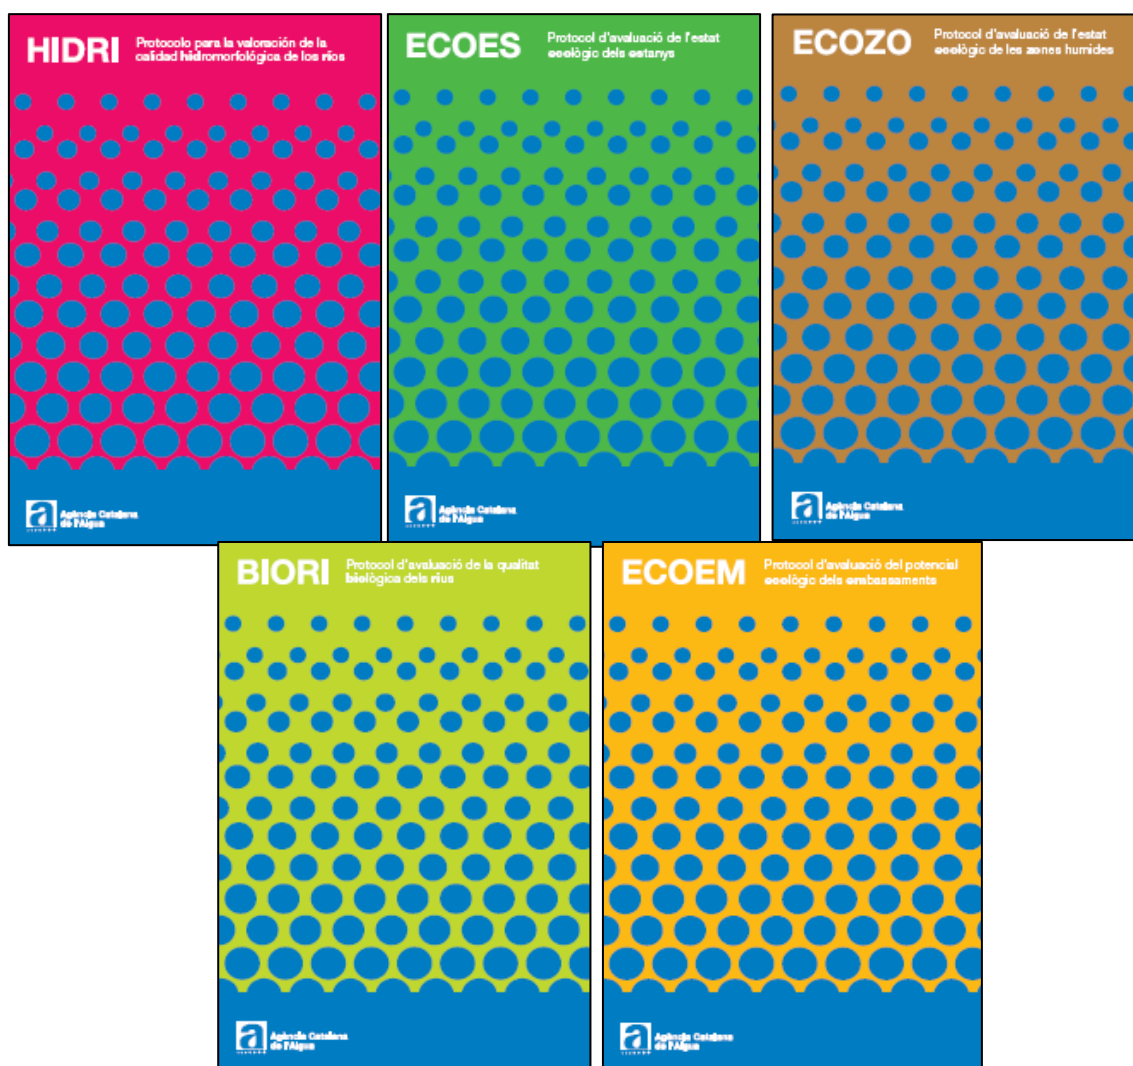 HIDRI
Protocolo para la valoración de la
calidad hidromorfológica de los ríos
Agència Catalana
de l'Aigua
ECOES
Protocol d'avaluació de l'estat
ecològic dels estanys
Agència Catalana
de l'Aigua
ECOZO
Protocol d'avaluació de l'estat
ecològic de les zones humides
Agència Catalana
de l'Aigua
BIORI
Protocol d'avaluació de la qualitat
biològica dels rius
Agència Catalana
de l'Aigua
ECOEM
Protocol d'avaluació del potencial
ecològic dels embassaments
Agència Catalana
de l'Aigua